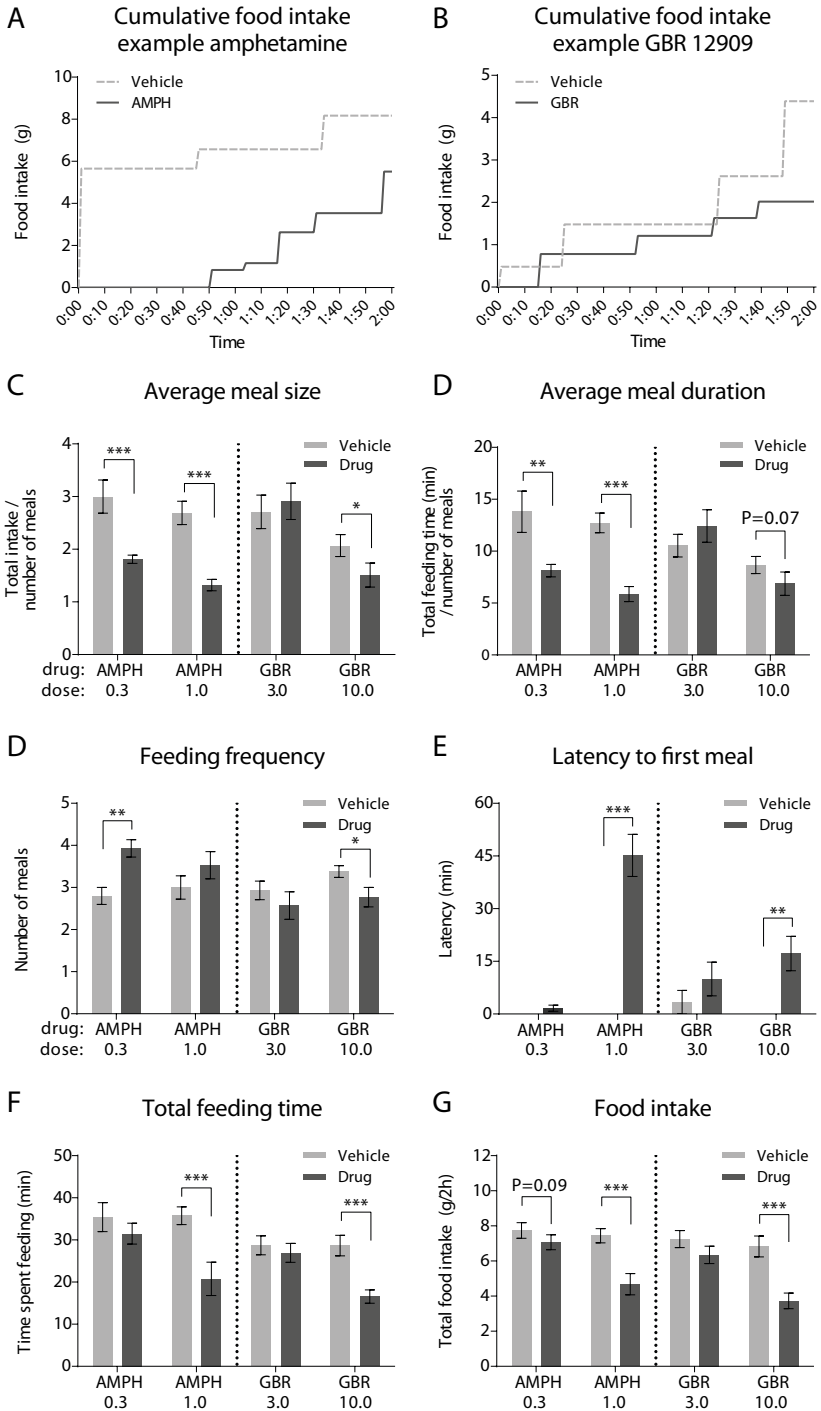 A
Cumulative food intake
example amphetamine
Vehicle
AMPH
Food intake (g)
10
8
6
4
2
0
0:00 0:10 0:20 0:30 0:40 0:50 1:00 1:10 1:20 1:30 1:40 1:50 2:00
Time
B
Cumulative food intake
example GBR 12909
Vehicle
GBR
Food intake (g)
5
4
3
2
1
0
0:00 0:10 0:20 0:30 0:40 0:50 1:00 1:10 1:20 1:30 1:40 1:50 2:00
Time
C
Average meal size
Vehicle
Drug
Total intake /
number of meals
4
3
2
1
0
*** *** *
drug: AMPH AMPH GBR GBR
dose: 0.3 1.0 3.0 10.0
D
Average meal duration
Vehicle
Drug
Total feeding time (min)
/ number of meals
20
15
10
5
0
** *** P=0.07
AMPH AMPH GBR GBR
0.3 1.0 3.0 10.0
D
Feeding frequency
Vehicle
Drug
Number of meals
5
4
3
2
1
0
** *
drug: AMPH AMPH GBR GBR
dose: 0.3 1.0 3.0 10.0
E
Latency to first meal
Vehicle
Drug
Latency (min)
60
45
30
15
0
*** **
AMPH AMPH GBR GBR
0.3 1.0 3.0 10.0
F
Total feeding time
Vehicle
Drug
Time spent feeding (min)
50
40
30
20
10
0
*** ***
AMPH AMPH GBR GBR
0.3 1.0 3.0 10.0
G
Food intake
Vehicle
Drug
Total food intake (g/2h)
12
10
8
6
4
2
0
P=0.09 *** ***
AMPH AMPH GBR GBR
0.3 1.0 3.0 10.0